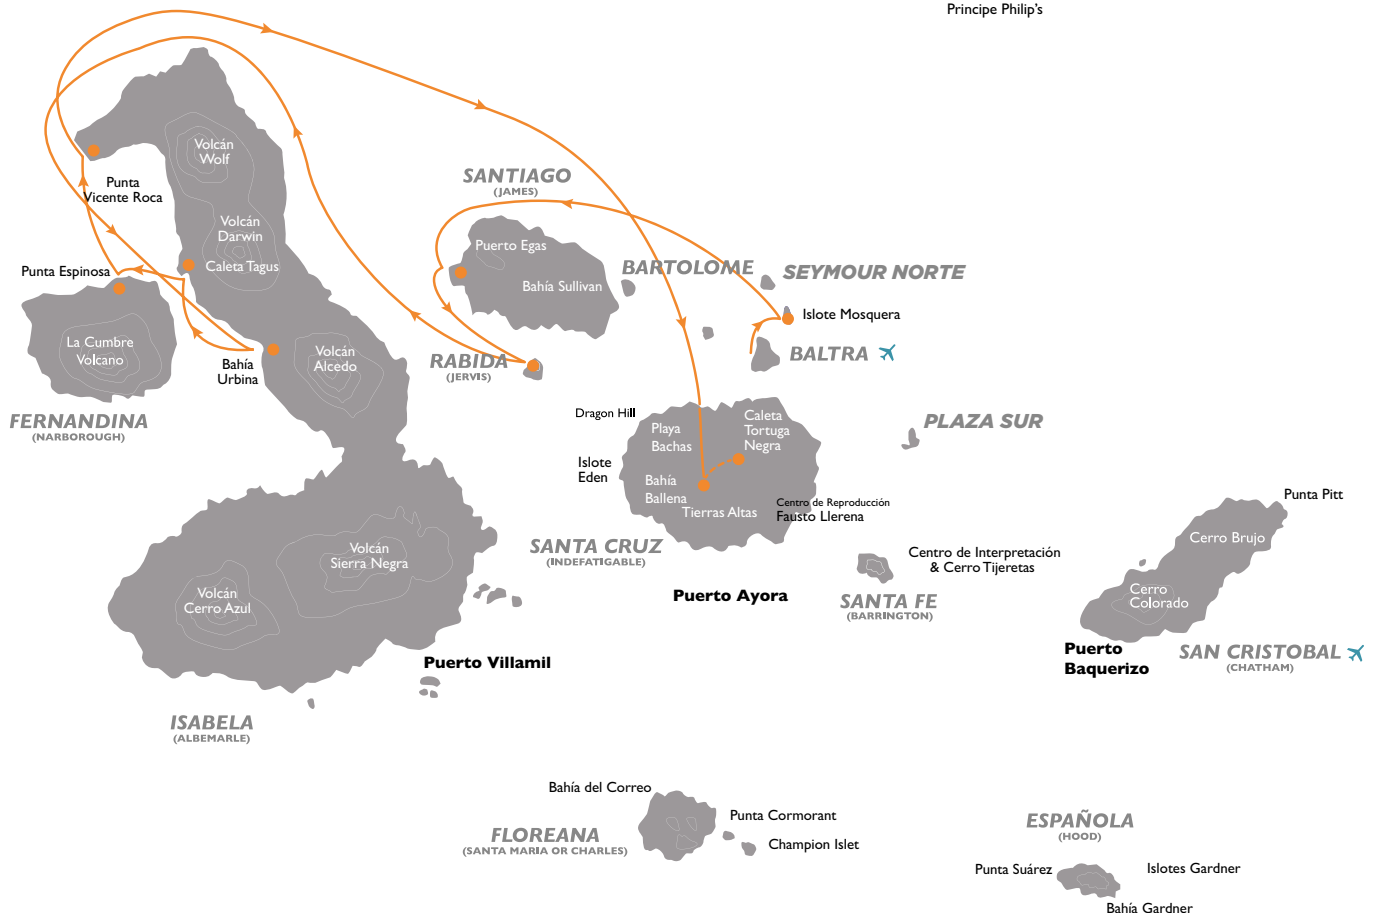 Principe Philip's
Volcán
Wolf
Punta
Vicente Roca
SANTIAGO
(JAMES)
Volcán
Darwin
Caleta Tagus
Puerto Egas
Bahía Sullivan
BARTOLOME
SEYMOUR NORTE
Punta Espinosa
Islote Mosquera
La Cumbre
Volcano
Bahía
Urbina
Volcán
Alcedo
RABIDA
(JERVIS)
BALTRA
FERNANDINA
(NARBOROUGH)
Dragon Hill
Playa
Bachas
Caleta
Tortuga
Negra
PLAZA SUR
Islote
Eden
Bahía
Ballena
Tierras Altas
Centro de Reproducción
Fausto Llerena
Punta Pitt
Cerro Brujo
Volcán
Sierra Negra
SANTA CRUZ
(INDEFATIGABLE)
Centro de Interpretación
& Cerro Tijeretas
Volcán
Cerro Azul
Puerto Ayora
SANTA FE
(BARRINGTON)
Cerro
Colorado
Puerto Villamil
Puerto
Baquerizo
SAN CRISTOBAL
(CHATHAM)
ISABELA
(ALBEMARLE)
Bahía del Correo
Punta Cormorant
FLOREANA
(SANTA MARIA OR CHARLES)
Champion Islet
ESPAÑOLA
(HOOD)
Punta Suárez
Islotes Gardner
Bahía Gardner